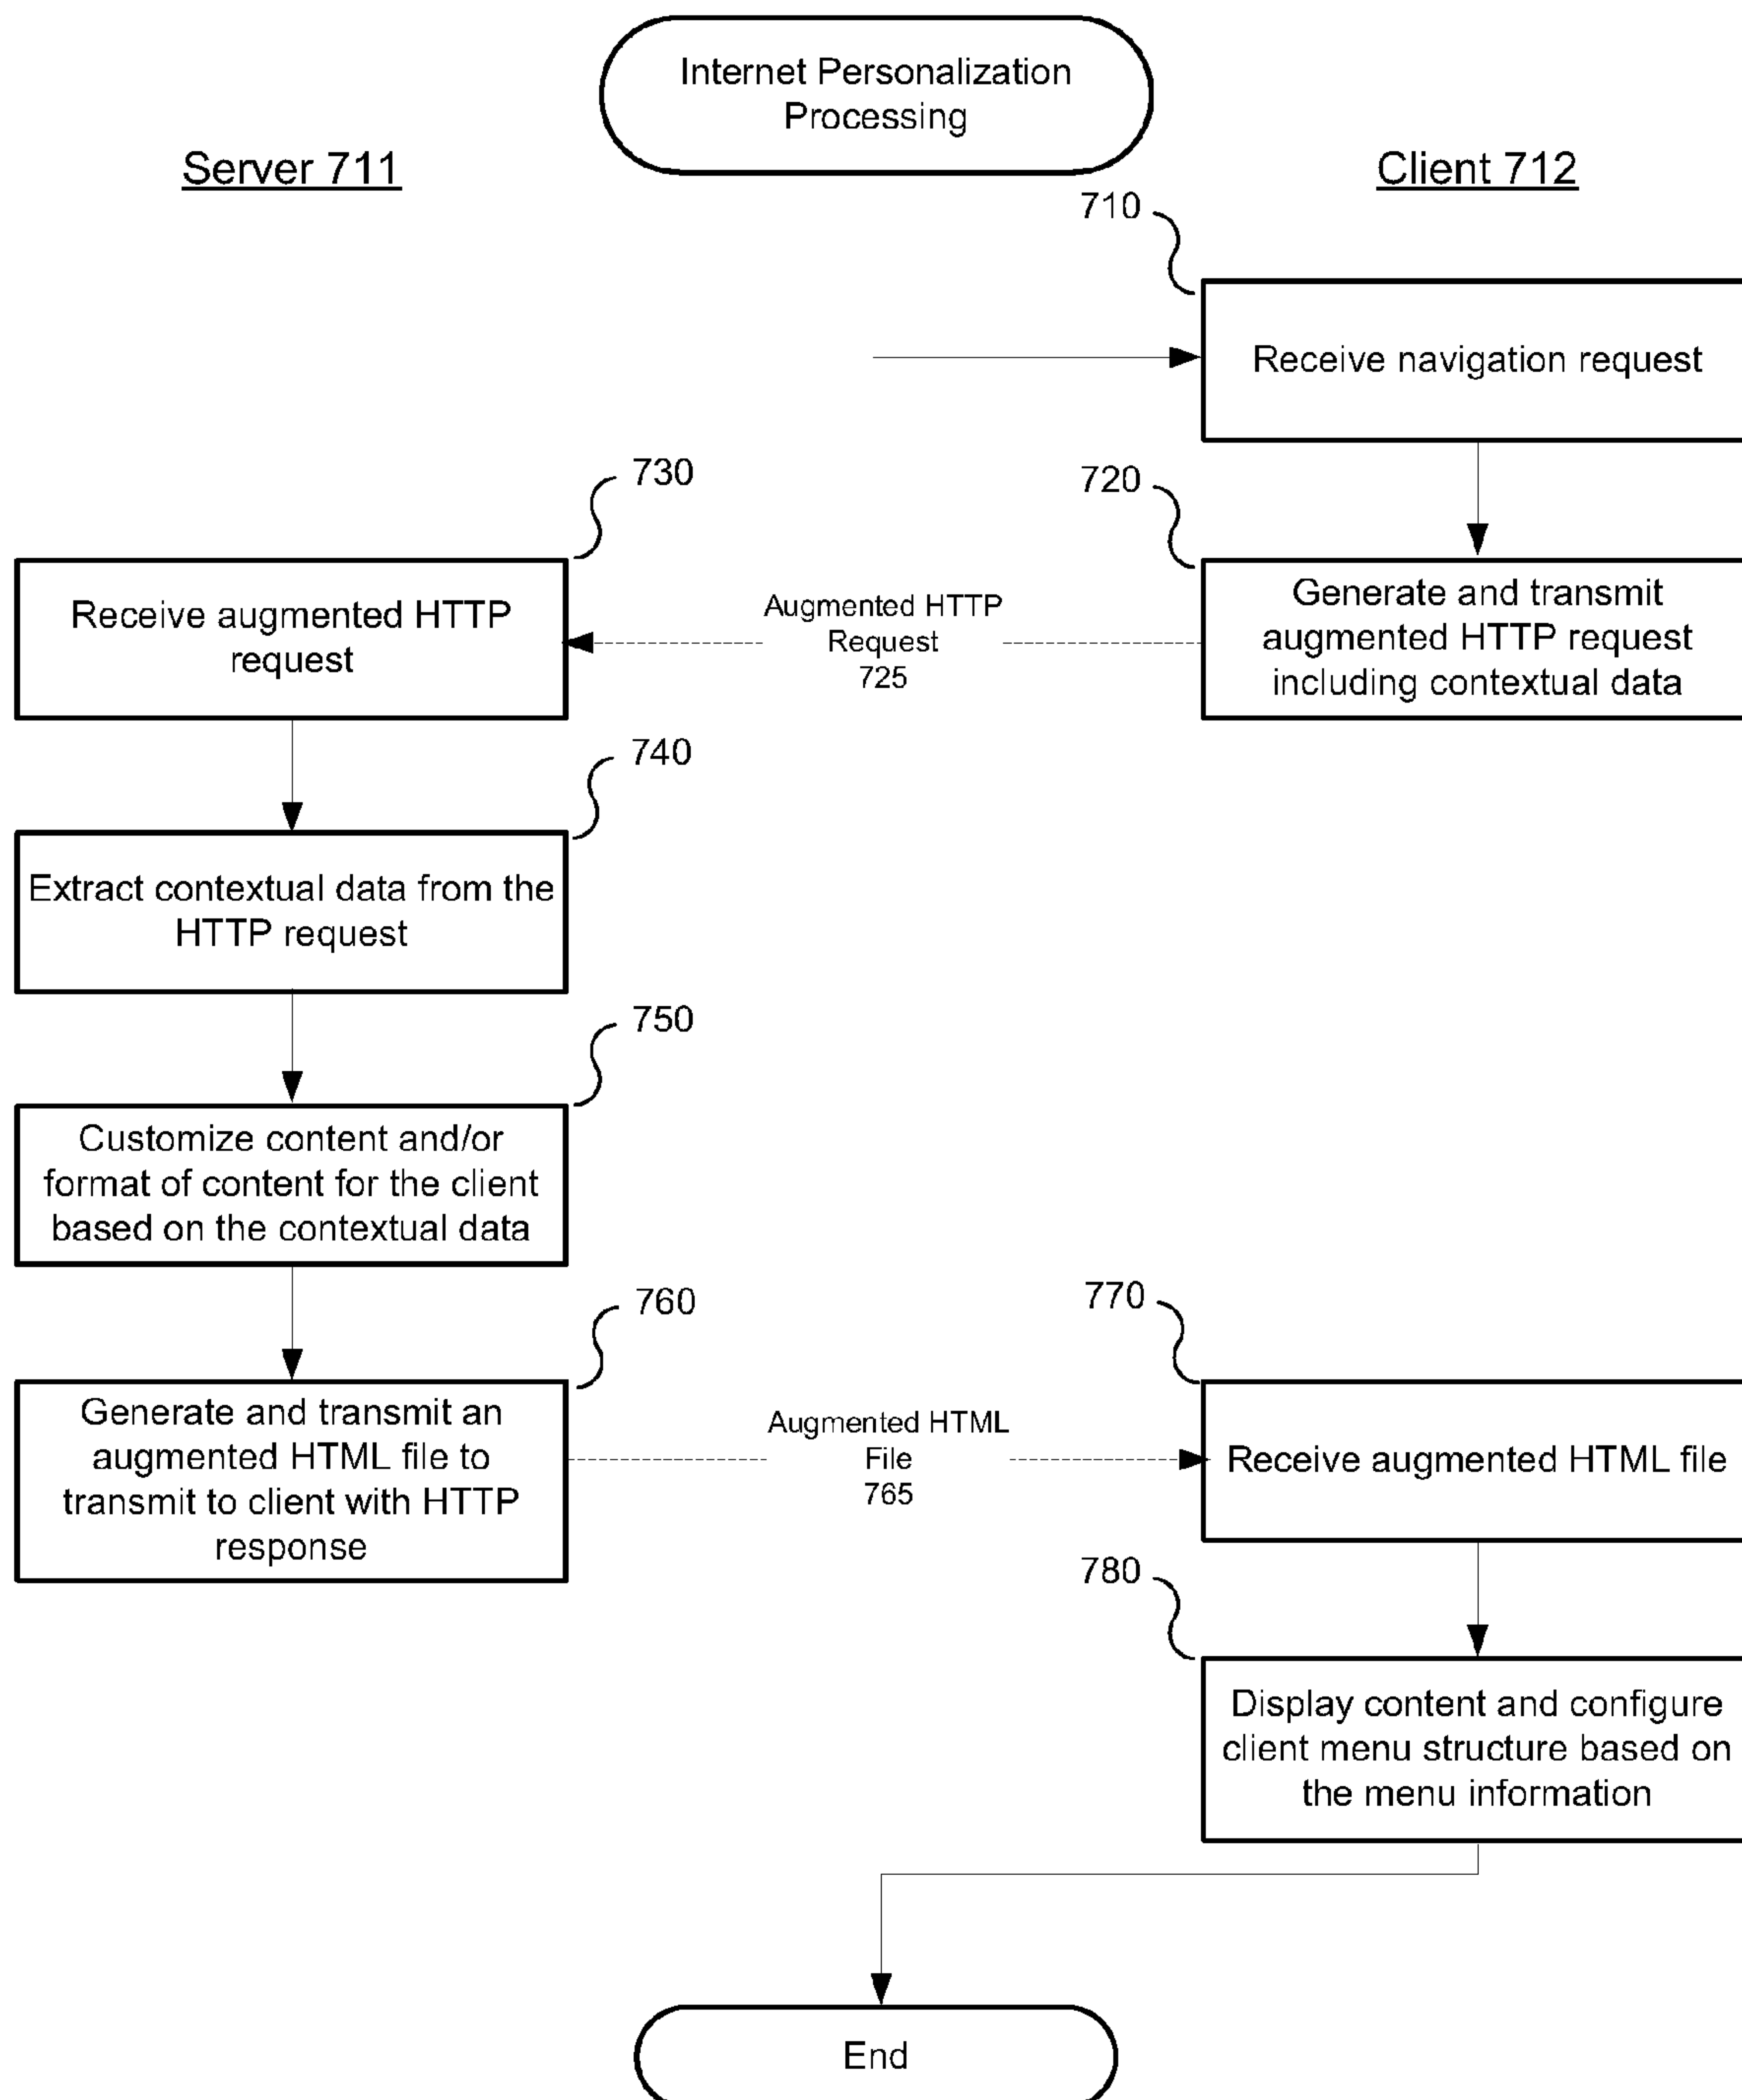 Internet Personalization
Processing
Server 711
Client 712
710
Receive navigation request
730
720
Receive augmented HTTP
request
Augmented HTTP
Request
725
Generate and transmit
augmented HTTP request
including contextual data
740
Extract contextual data from the
HTTP request
750
Customize content and/or
format of content for the client
based on the contextual data
760
770
Generate and transmit an
augmented HTML file to
transmit to client with HTTP
response
Augmented HTML
File
765
Receive augmented HTML file
780
Display content and configure
client menu structure based on
the menu information
End